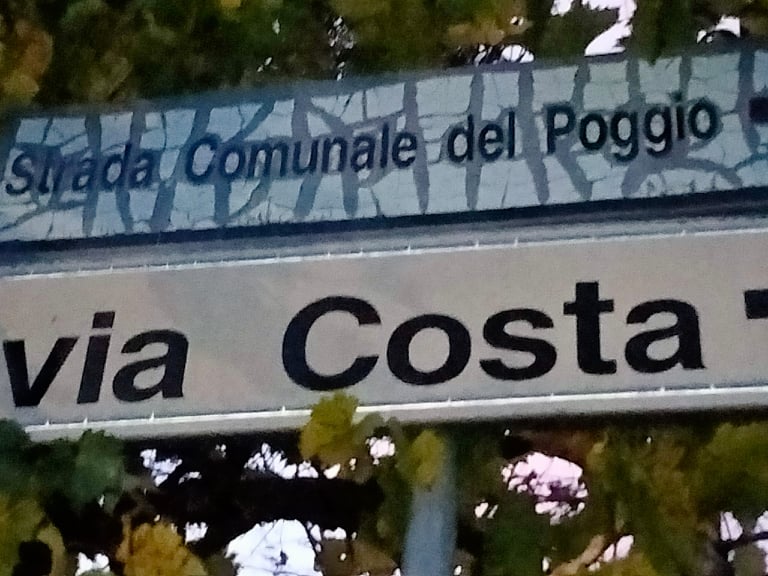 Strada Comunale del Poggio
via Costa